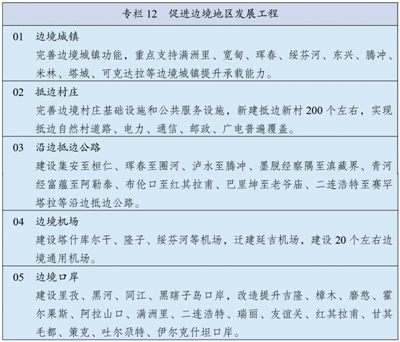 专栏 12 促进边境地区发展工程
01 边境城镇
完善边境城镇功能，重点支持满洲里、宽甸、珲春、绥芬河、东兴、腾冲、
米林、塔城、可克达拉等边境城镇提升承载能力。
02 抵边村庄
完善边境村庄基础设施和公共服务设施，新建抵边新村 200 个左右，实现
抵边自然村道路、电力、通信、邮政、广电普遍覆盖。
03 沿边抵边公路
建设集安至桓仁、珲春至圈河、泸水至腾冲、墨脱经察隅至滇藏界、青河
经富蕴至阿勒泰、布伦口至红其拉甫、巴里坤至老爷庙、二连浩特至赛罕
塔拉等沿边抵边公路。
04 边境机场
建设塔什库尔干、隆子、绥芬河等机场，迁建延吉机场，建设 20 个左右边
境通用机场。
05 边境口岸
建设里孜、黑河、同江、黑瞎子岛口岸，改造提升吉隆、樟木、磨憨、霍
尔果斯、阿拉山口、满洲里、二连浩特、瑞丽、友谊关、红其拉甫、甘其
毛都、策克、吐尔尕特、伊尔克什坦口岸。